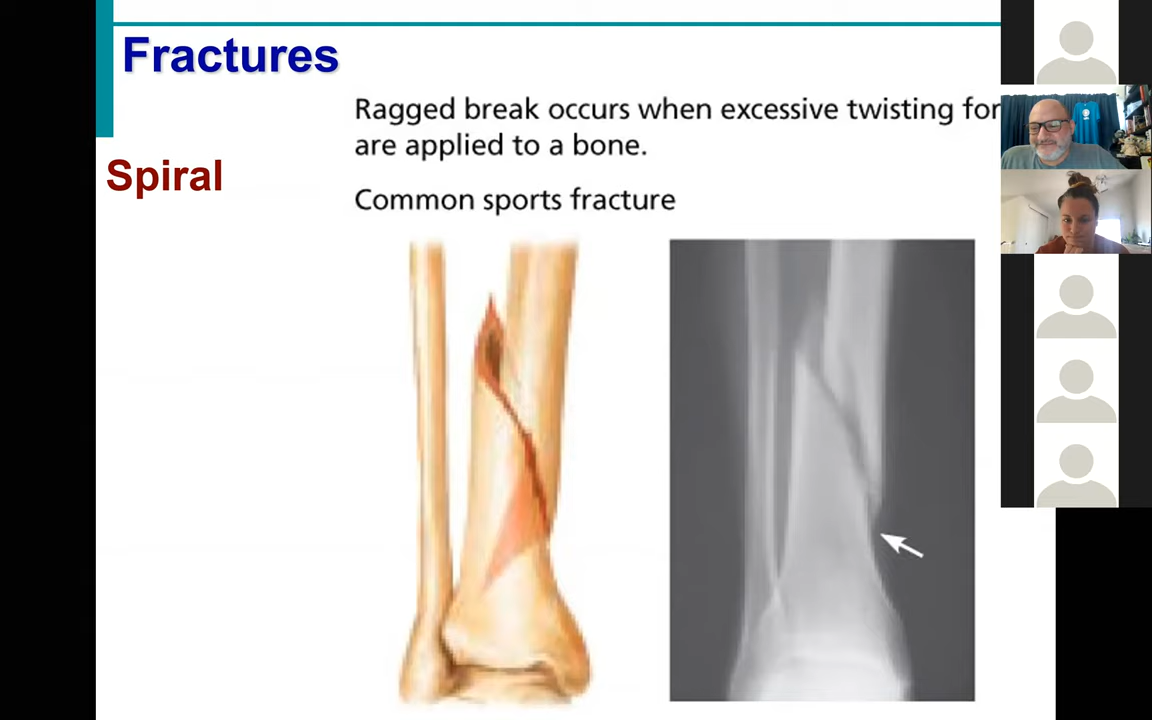 Fractures
Ragged break occurs when excessive twisting for
are applied to a bone.
Spiral
Common sports fracture